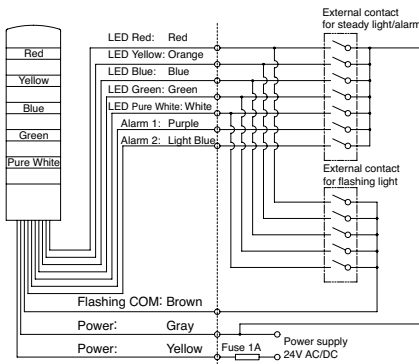 External contact
for steady light/alarm
LED Red: Red
LED Yellow: Orange
LED Blue: Blue
LED Green: Green
LED Pure White: White
Alarm 1: Purple
Alarm 2: Light Blue
Red
Yellow
Blue
Green
Pure White
External contact
for flashing light
Flashing COM: Brown
Power: Gray
Power: Yellow
Fuse 1A
Power supply
24V AC/DC